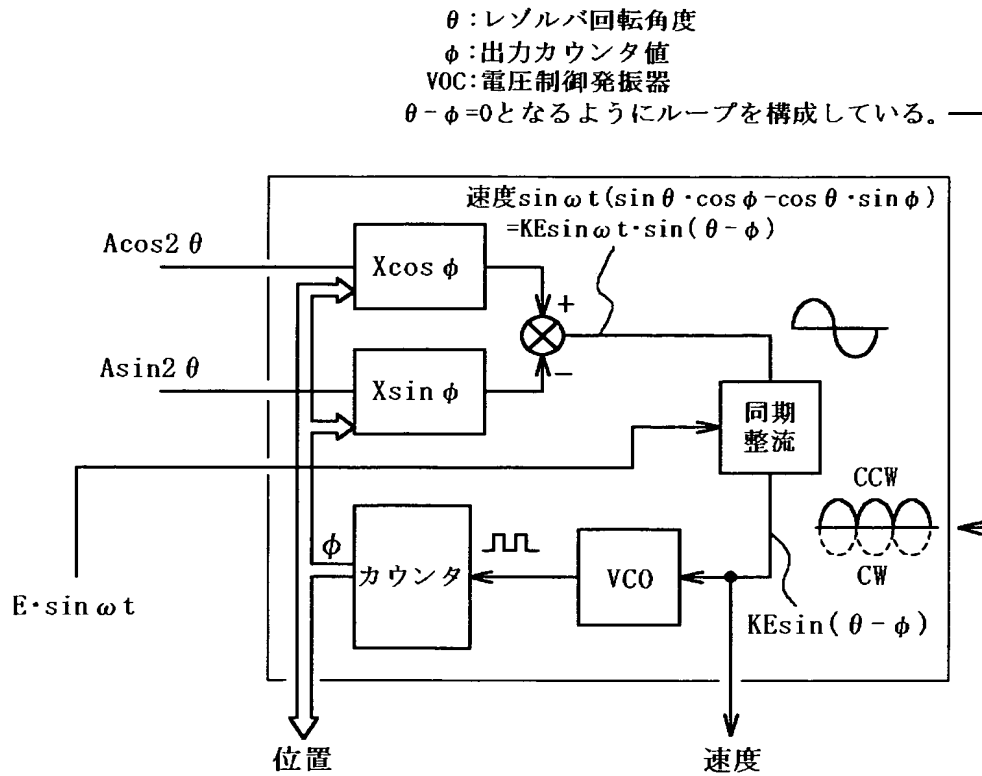 θ:レゾルバ回転角度
φ:出力カウンタ値
VOC:電圧制御発振器
θ-φ=0となるようにループを構成している。
速度sinωt(sinθ・cosφ-cosθ・sinφ)
=KEsinωt・sin(θ-φ)
Acos2θ
Xcosφ
+
Asin2θ
Xsinφ
−
同期
整流
CCW
CW
φ
カウンタ
VCO
E・sinωt
KEsin(θ-φ)
位置
速度